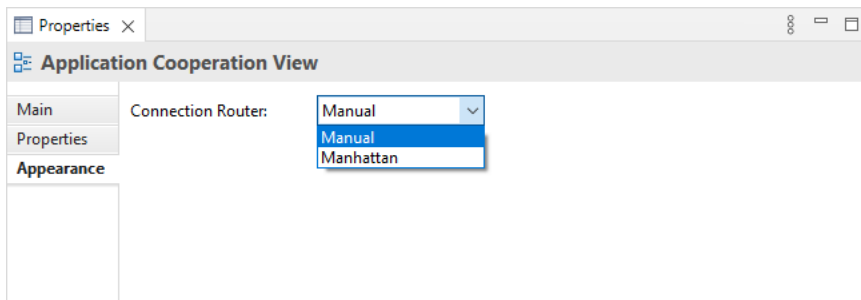 Properties
Application Cooperation View
Main
Connection Router:
Manual
Properties
Manual
Manhattan
Appearance